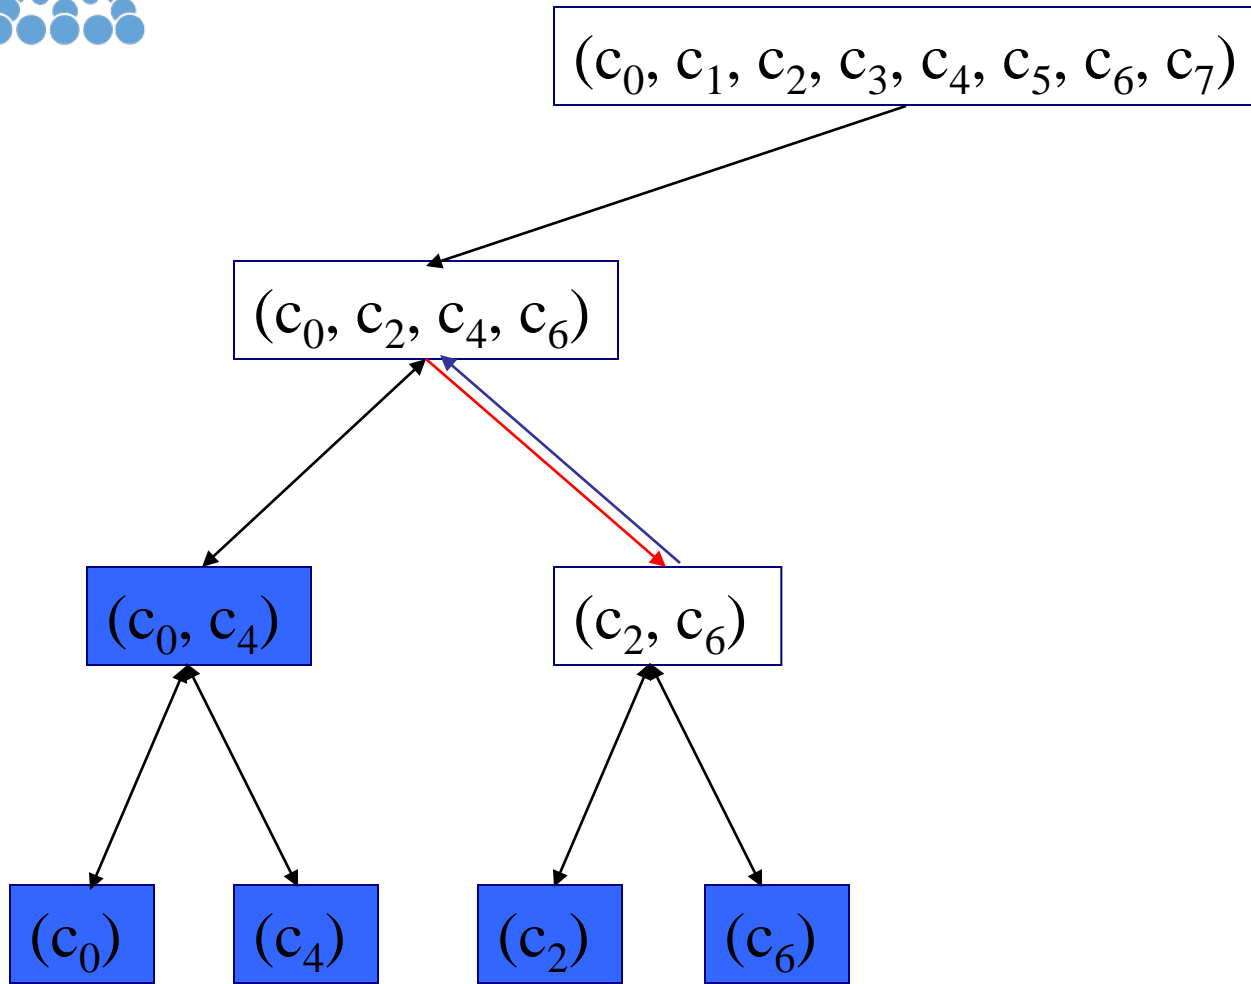 (c₀, c₁, c₂, c₃, c₄, c₅, c₆, c₇)
(c₀, c₂, c₄, c₆)
(c₀, c₄) (c₂, c₆)
(c₀) (c₄) (c₂) (c₆)